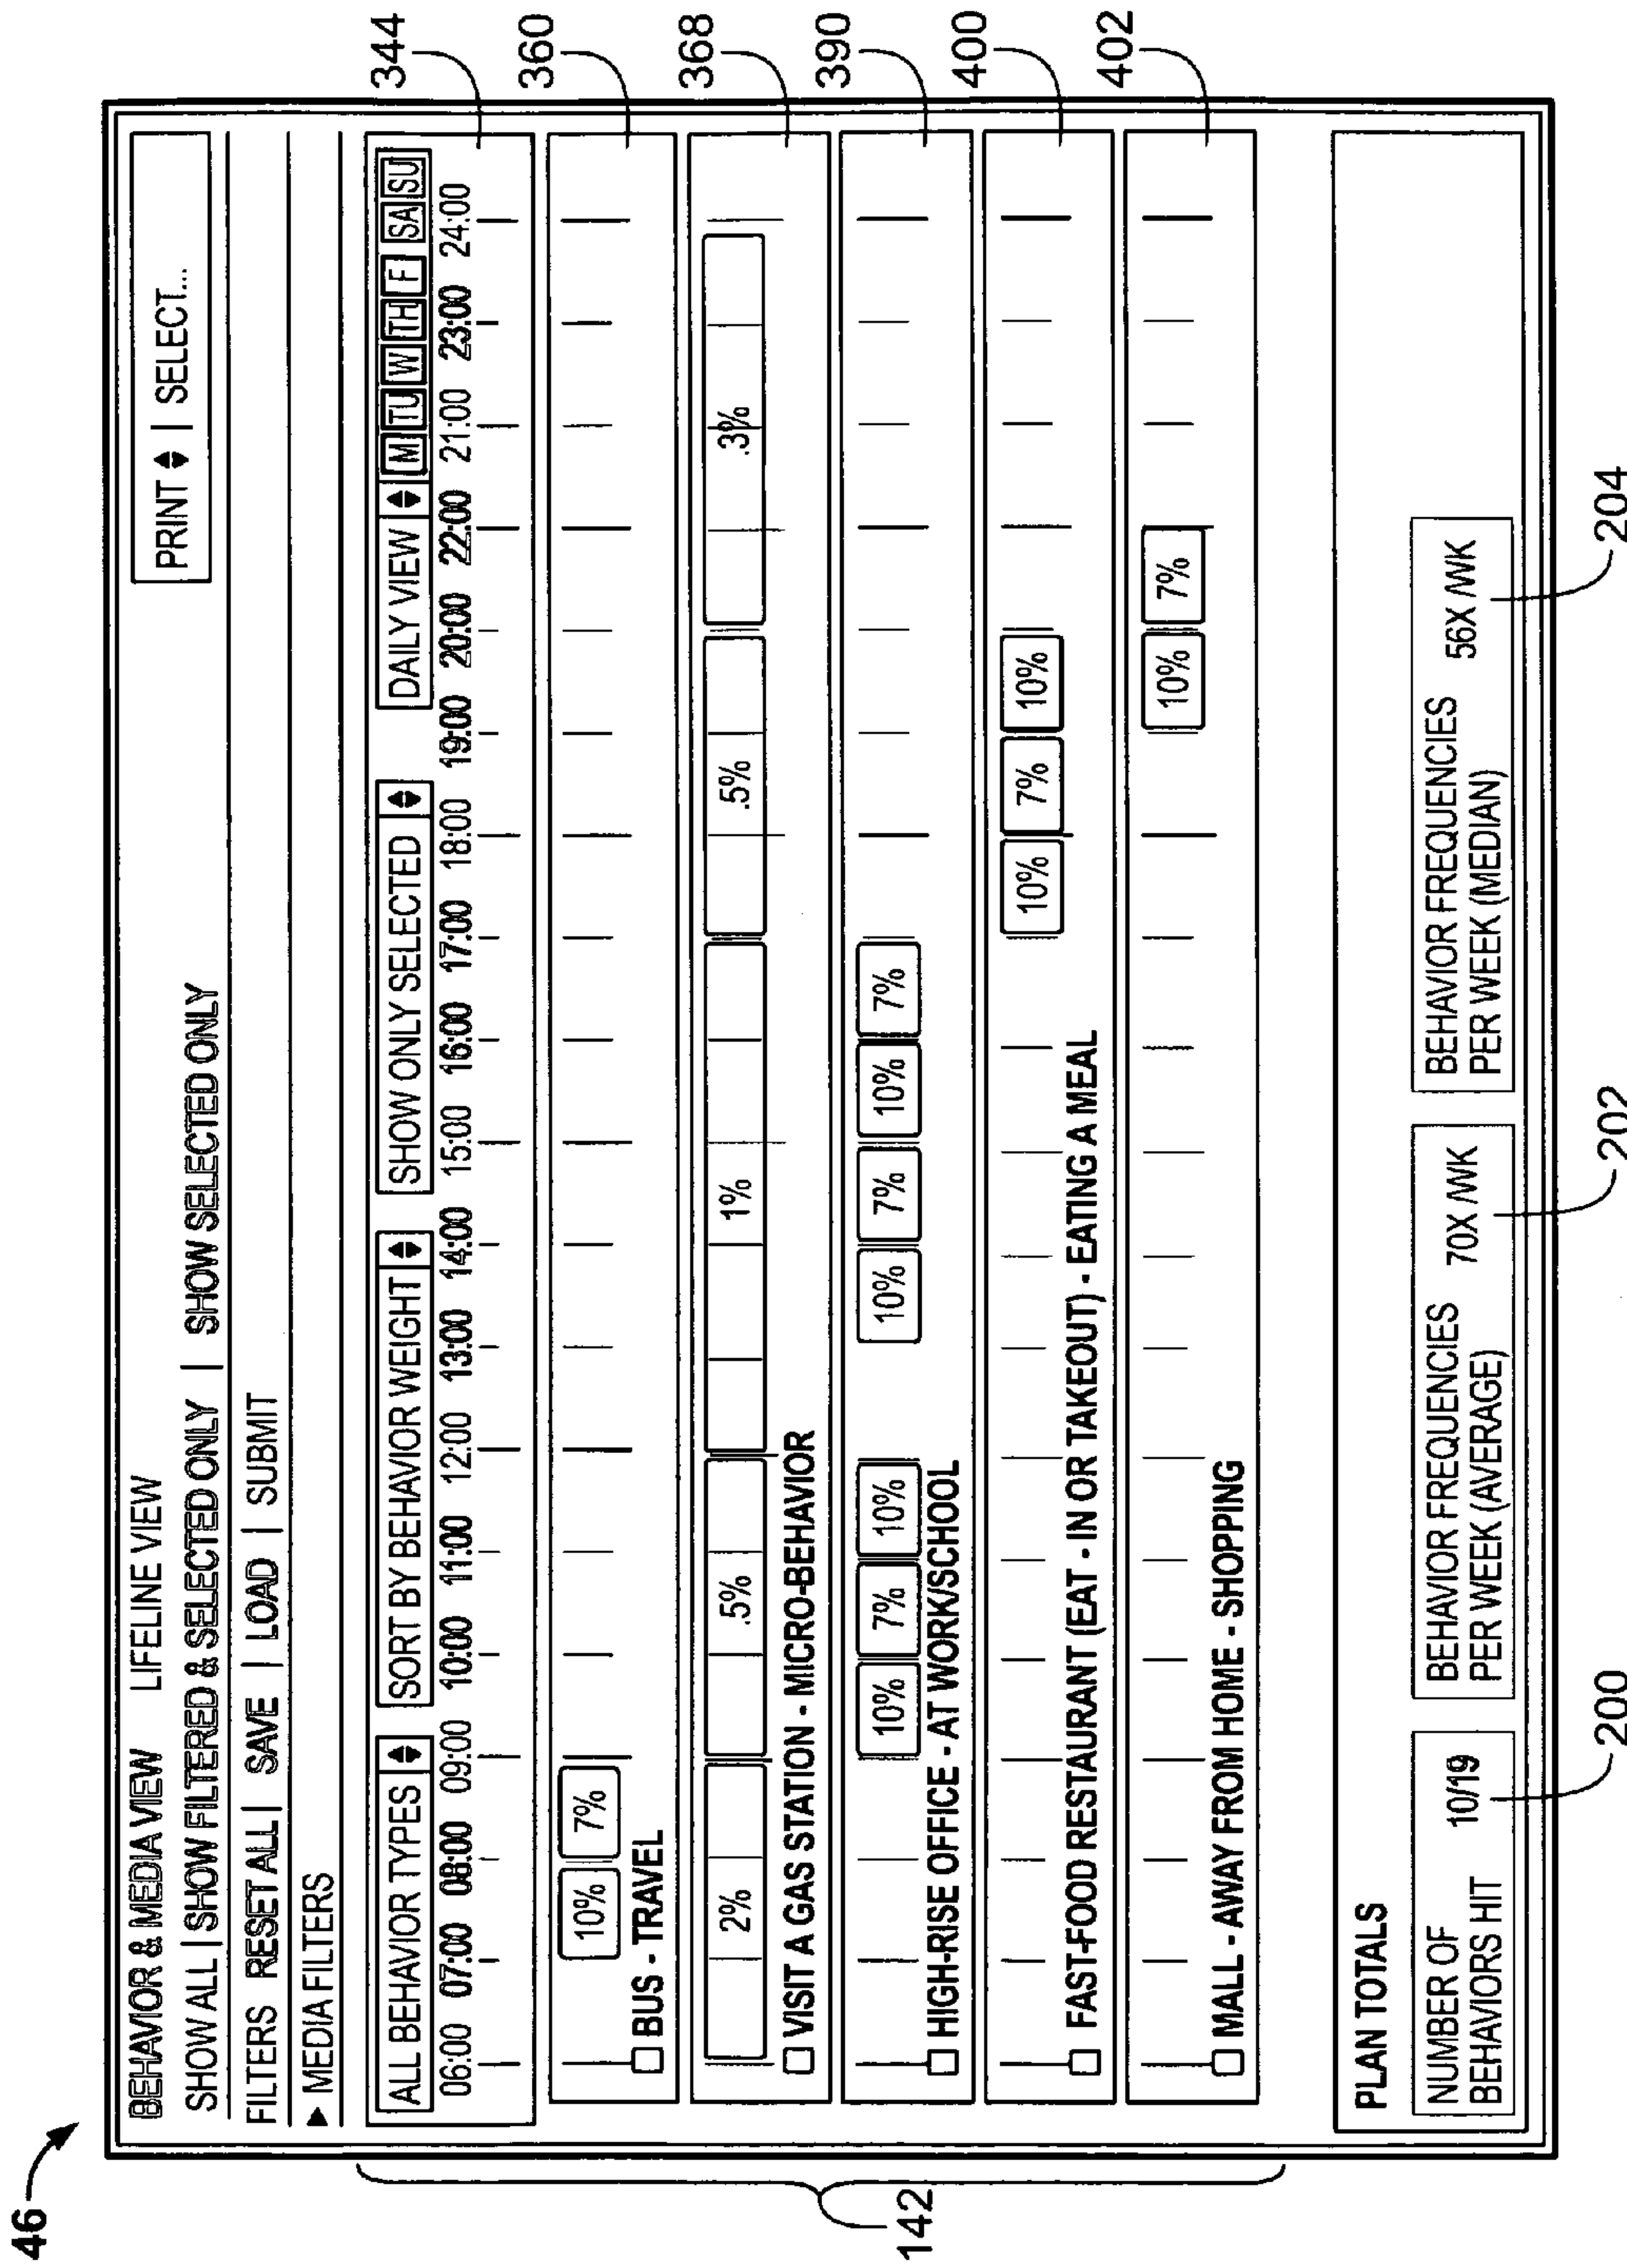 46
BEHAVIOR & MEDIA VIEW LIFELINE VIEW
PRINT | SELECT...
SHOW ALL | SHOW FILTERED & SELECTED ONLY | SHOW SELECTED ONLY
FILTERS RESET ALL | SAVE | LOAD | SUBMIT
MEDIA FILTERS
ALL BEHAVIOR TYPES SORT BY BEHAVIOR WEIGHT SHOW ONLY SELECTED DAILY VIEW M TU W TH F SA SU
06:00 07:00 08:00 09:00 10:00 11:00 12:00 13:00 14:00 15:00 16:00 17:00 18:00 19:00 20:00 22:00 21:00 23:00 24:00
344
10% 7%
BUS - TRAVEL
360
2% .5% 1% .5% .3%
VISIT A GAS STATION - MICRO-BEHAVIOR
368
10% 7% 10% 10% 7% 10% 7%
HIGH-RISE OFFICE - AT WORK/SCHOOL
390
10% 7% 10%
FAST-FOOD RESTAURANT (EAT - IN OR TAKEOUT) - EATING A MEAL
400
10% 7%
MALL - AWAY FROM HOME - SHOPPING
402
142
PLAN TOTALS
NUMBER OF
BEHAVIORS HIT 10/19
BEHAVIOR FREQUENCIES
PER WEEK (AVERAGE) 70X /WK
BEHAVIOR FREQUENCIES
PER WEEK (MEDIAN) 56X /WK
200
202
204